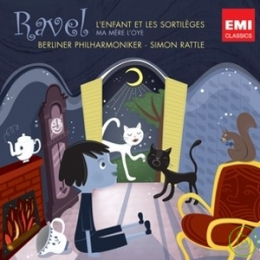 Ravel
L'ENFANT ET LES SORTILÈGES
MA MÈRE L'OYE
BERLINER PHILHARMONIKER · SIMON RATTLE
EMI
CLASSICS